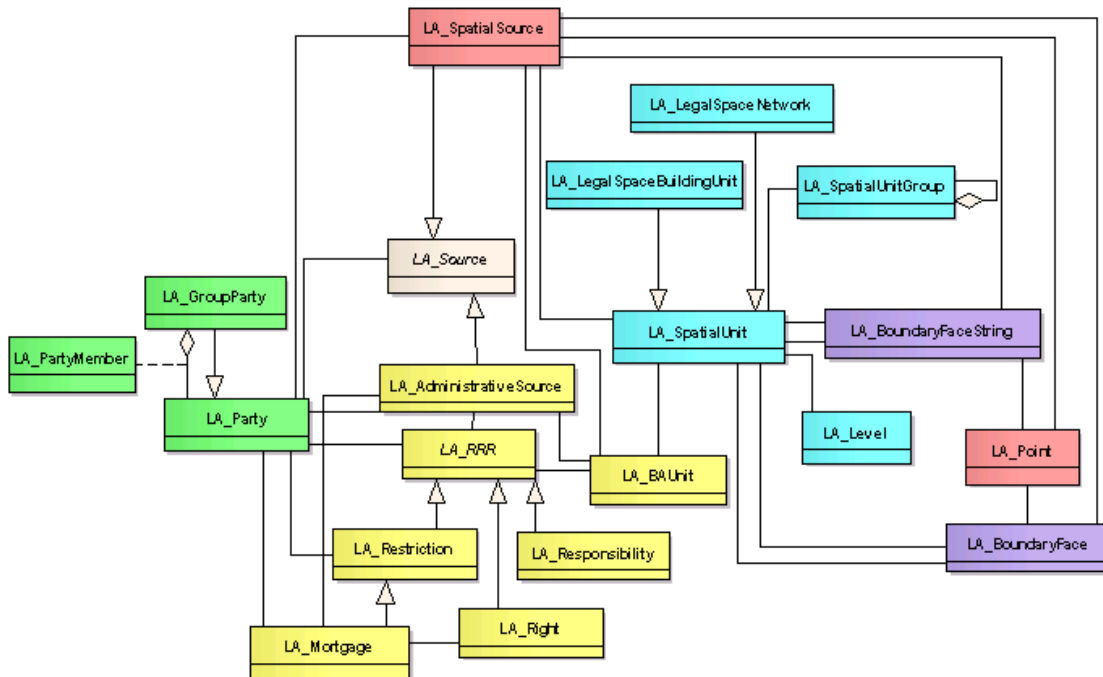 LA_SpatialSource
LA_LegalSpaceNetwork
LA_LegalSpaceBuildingUnit
LA_SpatialUnitGroup
LA_Source
LA_GroupParty
LA_SpatialUnit
LA_BoundaryFaceString
LA_PartyMember
LA_AdministrativeSource
LA_Party
LA_Level
LA_RRR
LA_Point
LA_BAUnit
LA_Restriction
LA_Responsibility
LA_BoundaryFace
LA_Right
LA_Mortgage